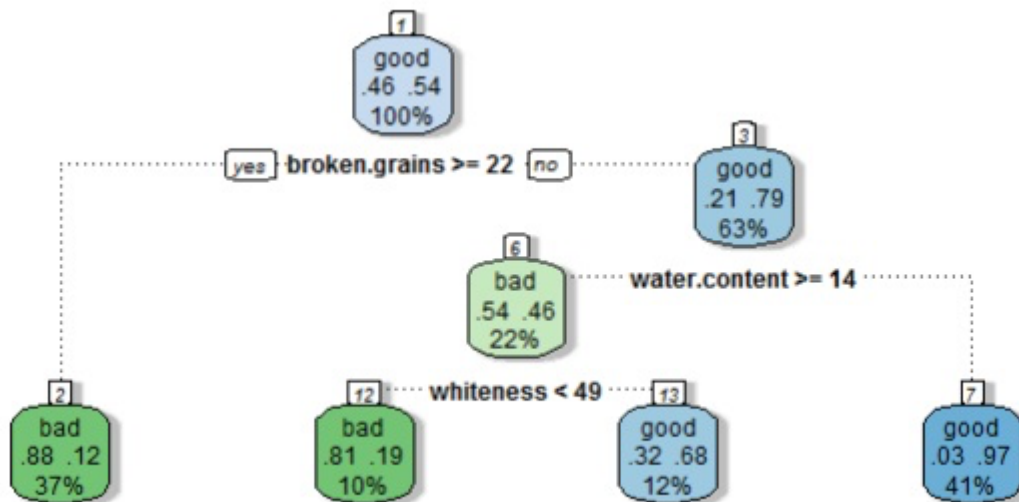 1
good
.46 .54
100%
yes broken.grains >= 22 no
3
good
.21 .79
63%
6
bad
.54 .46
22%
water.content >= 14
2
bad
.88 .12
37%
12
bad
.81 .19
10%
whiteness < 49
13
good
.32 .68
12%
7
good
.03 .97
41%